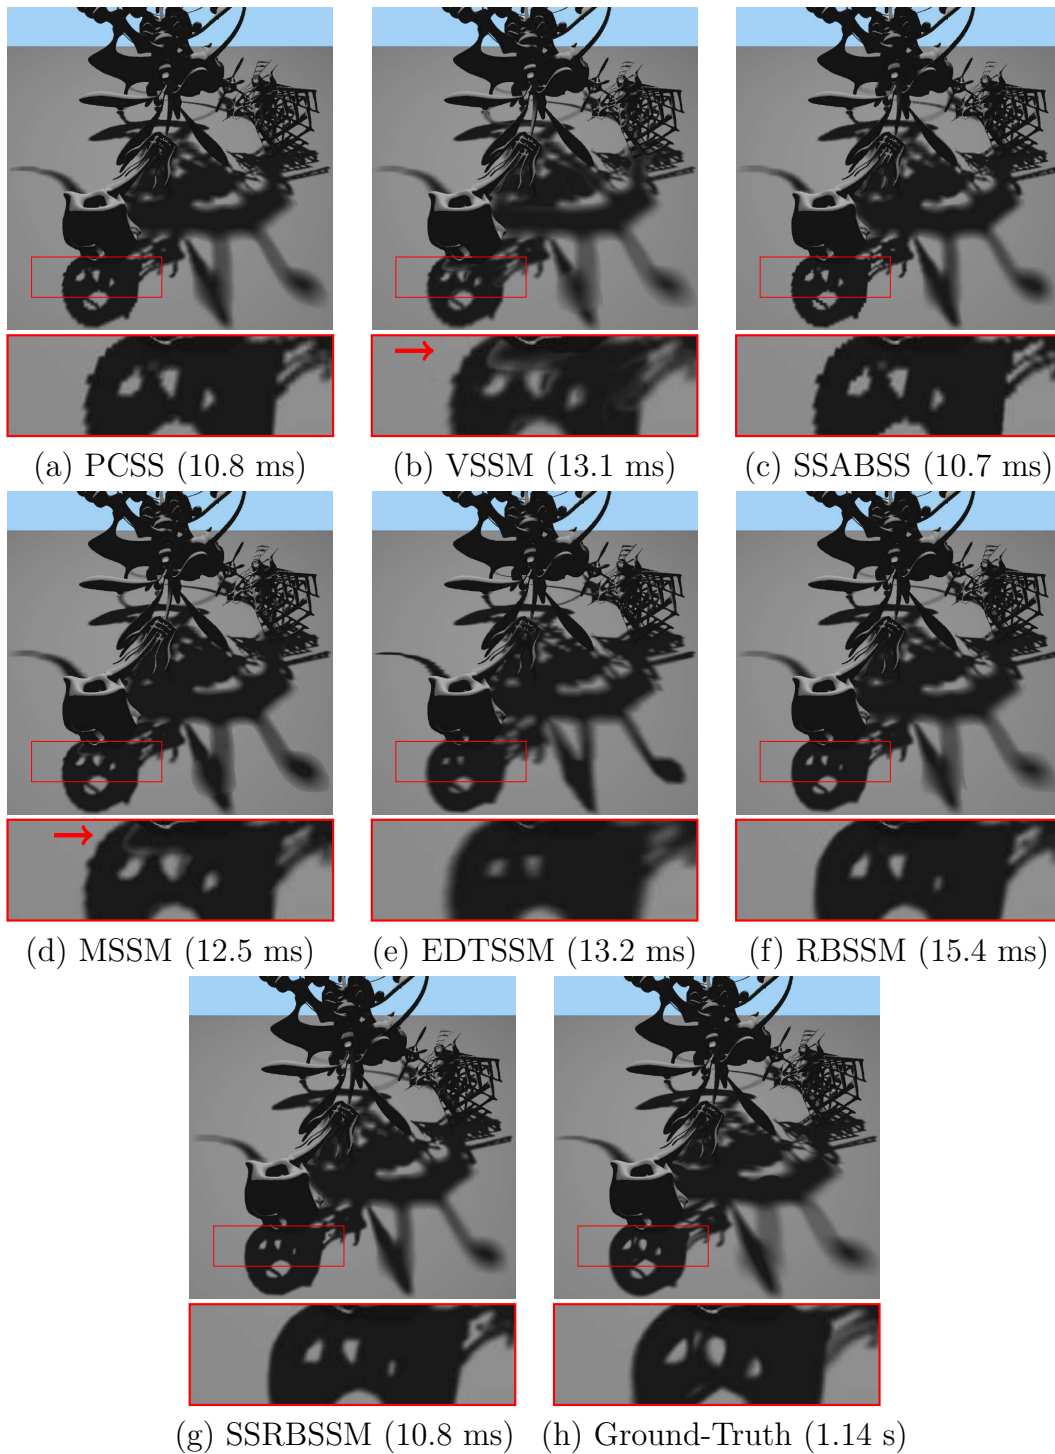 (a) PCSS (10.8 ms)
(b) VSSM (13.1 ms)
(c) SSABSS (10.7 ms)
(d) MSSM (12.5 ms)
(e) EDTSSM (13.2 ms)
(f) RBSSM (15.4 ms)
(g) SSRBSSM (10.8 ms)
(h) Ground-Truth (1.14 s)